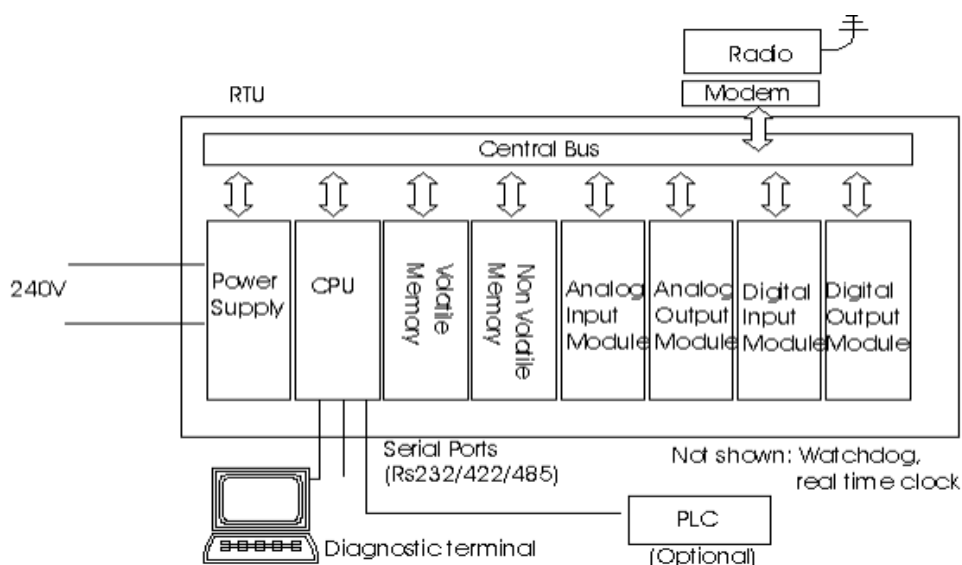 Radio
Modem
RTU
Central Bus
240V
Power
Supply
CPU
Volatile
Memory
Non Volatile
Memory
Analog
Input
Module
Analog
Output
Module
Digital
Input
Module
Digital
Output
Module
Serial Ports
(Rs232/422/485)
Not shown: Watchdog,
real time clock
Diagnostic terminal
PLC
(Optional)